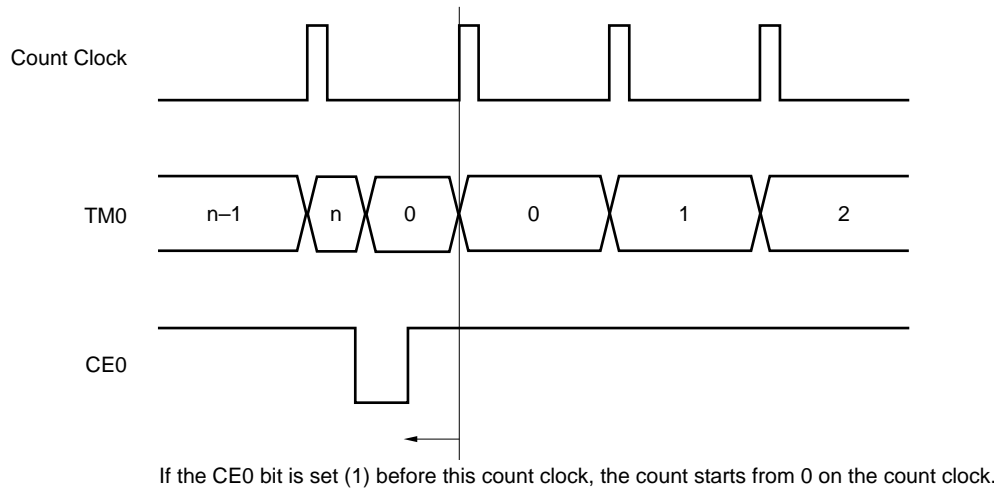 Count Clock
TM0
n–1
n
0
0
1
2
CE0
If the CE0 bit is set (1) before this count clock, the count starts from 0 on the count clock.